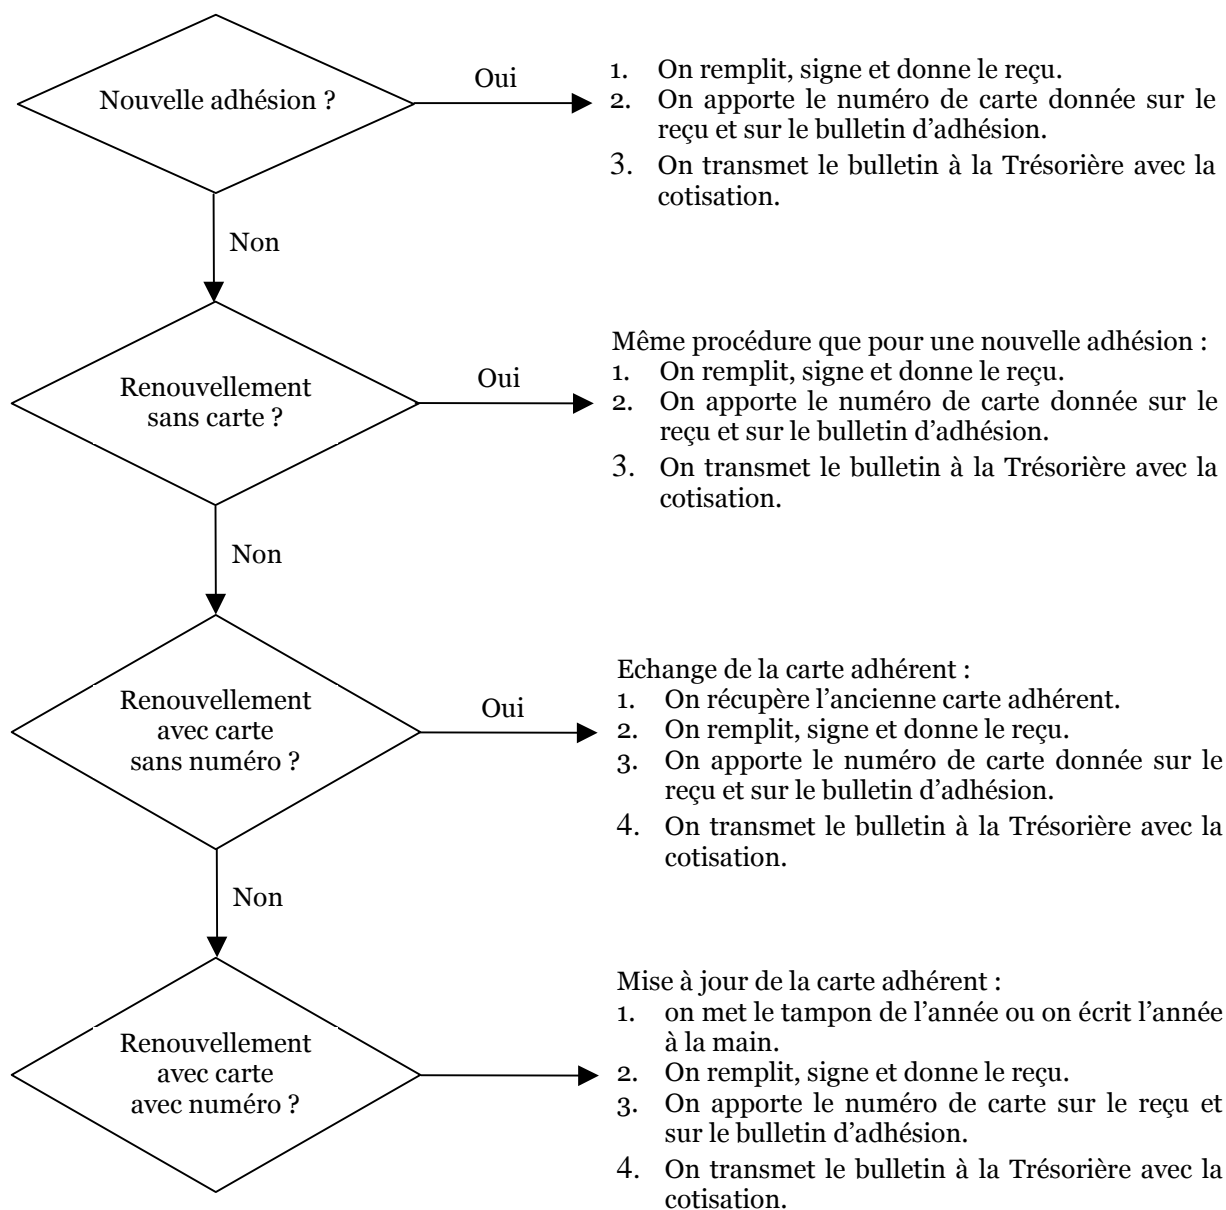 Nouvelle adhésion ?
Oui
1. On remplit, signe et donne le reçu.
2. On apporte le numéro de carte donnée sur le
reçu et sur le bulletin d’adhésion.
3. On transmet le bulletin à la Trésorière avec la
cotisation.
Non
Renouvellement
sans carte ?
Oui
Même procédure que pour une nouvelle adhésion :
1. On remplit, signe et donne le reçu.
2. On apporte le numéro de carte donnée sur le
reçu et sur le bulletin d’adhésion.
3. On transmet le bulletin à la Trésorière avec la
cotisation.
Non
Renouvellement
avec carte
sans numéro ?
Oui
Echange de la carte adhérent :
1. On récupère l’ancienne carte adhérent.
2. On remplit, signe et donne le reçu.
3. On apporte le numéro de carte donnée sur le
reçu et sur le bulletin d’adhésion.
4. On transmet le bulletin à la Trésorière avec la
cotisation.
Non
Renouvellement
avec carte
avec numéro ?
Mise à jour de la carte adhérent :
1. on met le tampon de l’année ou on écrit l’année
à la main.
2. On remplit, signe et donne le reçu.
3. On apporte le numéro de carte sur le reçu et
sur le bulletin d’adhésion.
4. On transmet le bulletin à la Trésorière avec la
cotisation.